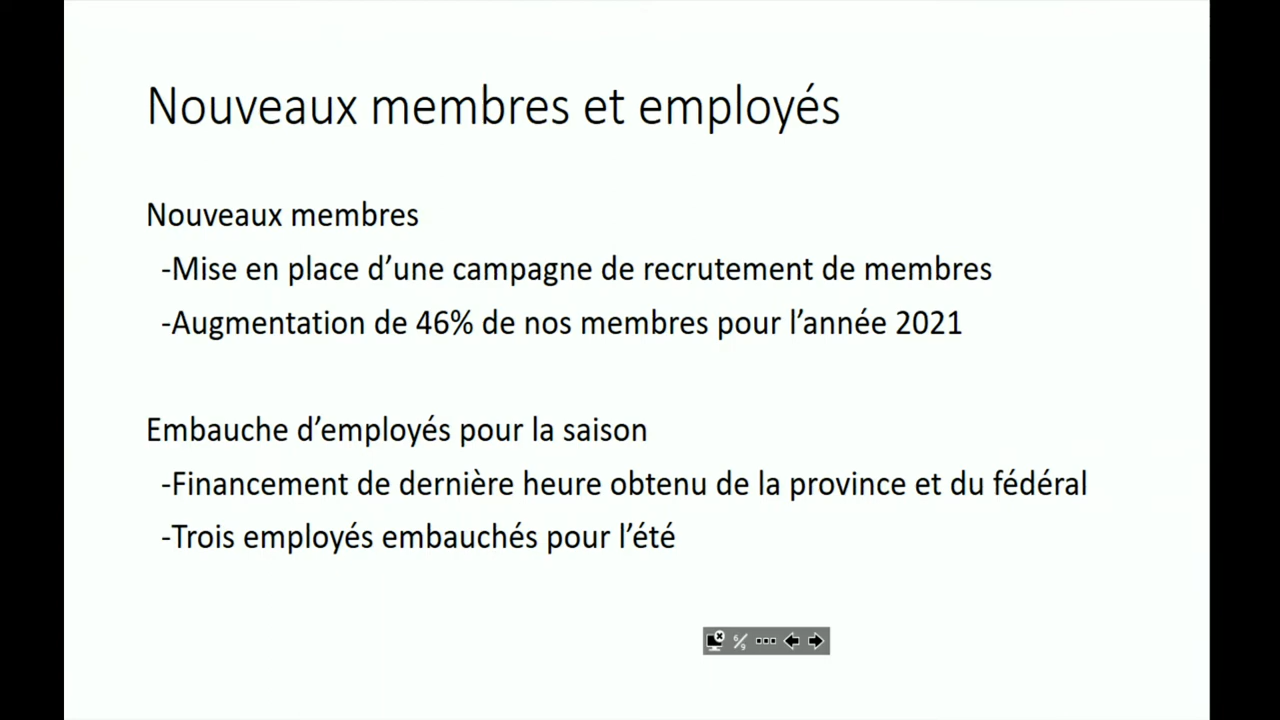 Nouveaux membres et employés
Nouveaux membres
-Mise en place d’une campagne de recrutement de membres
-Augmentation de 46% de nos membres pour l’année 2021
Embauche d’employés pour la saison
-Financement de dernière heure obtenu de la province et du fédéral
-Trois employés embauchés pour l’été
6/9